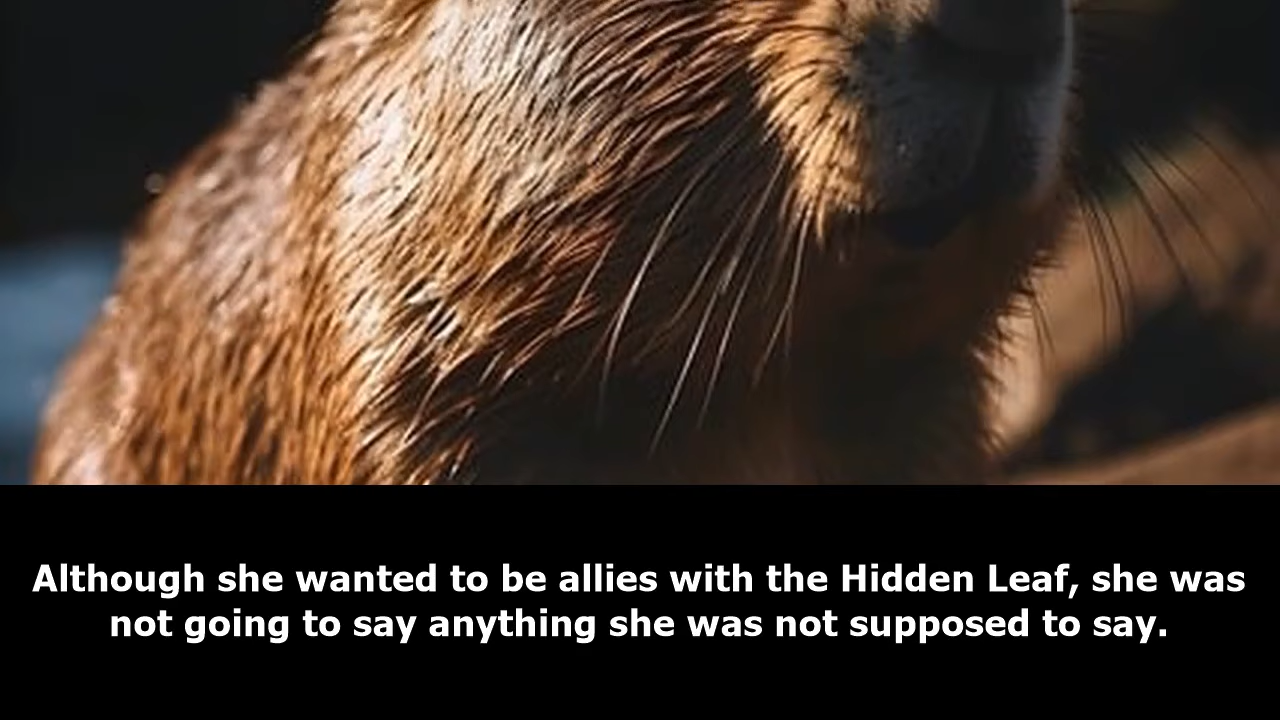 Although she wanted to be allies with the Hidden Leaf, she was
not going to say anything she was not supposed to say.